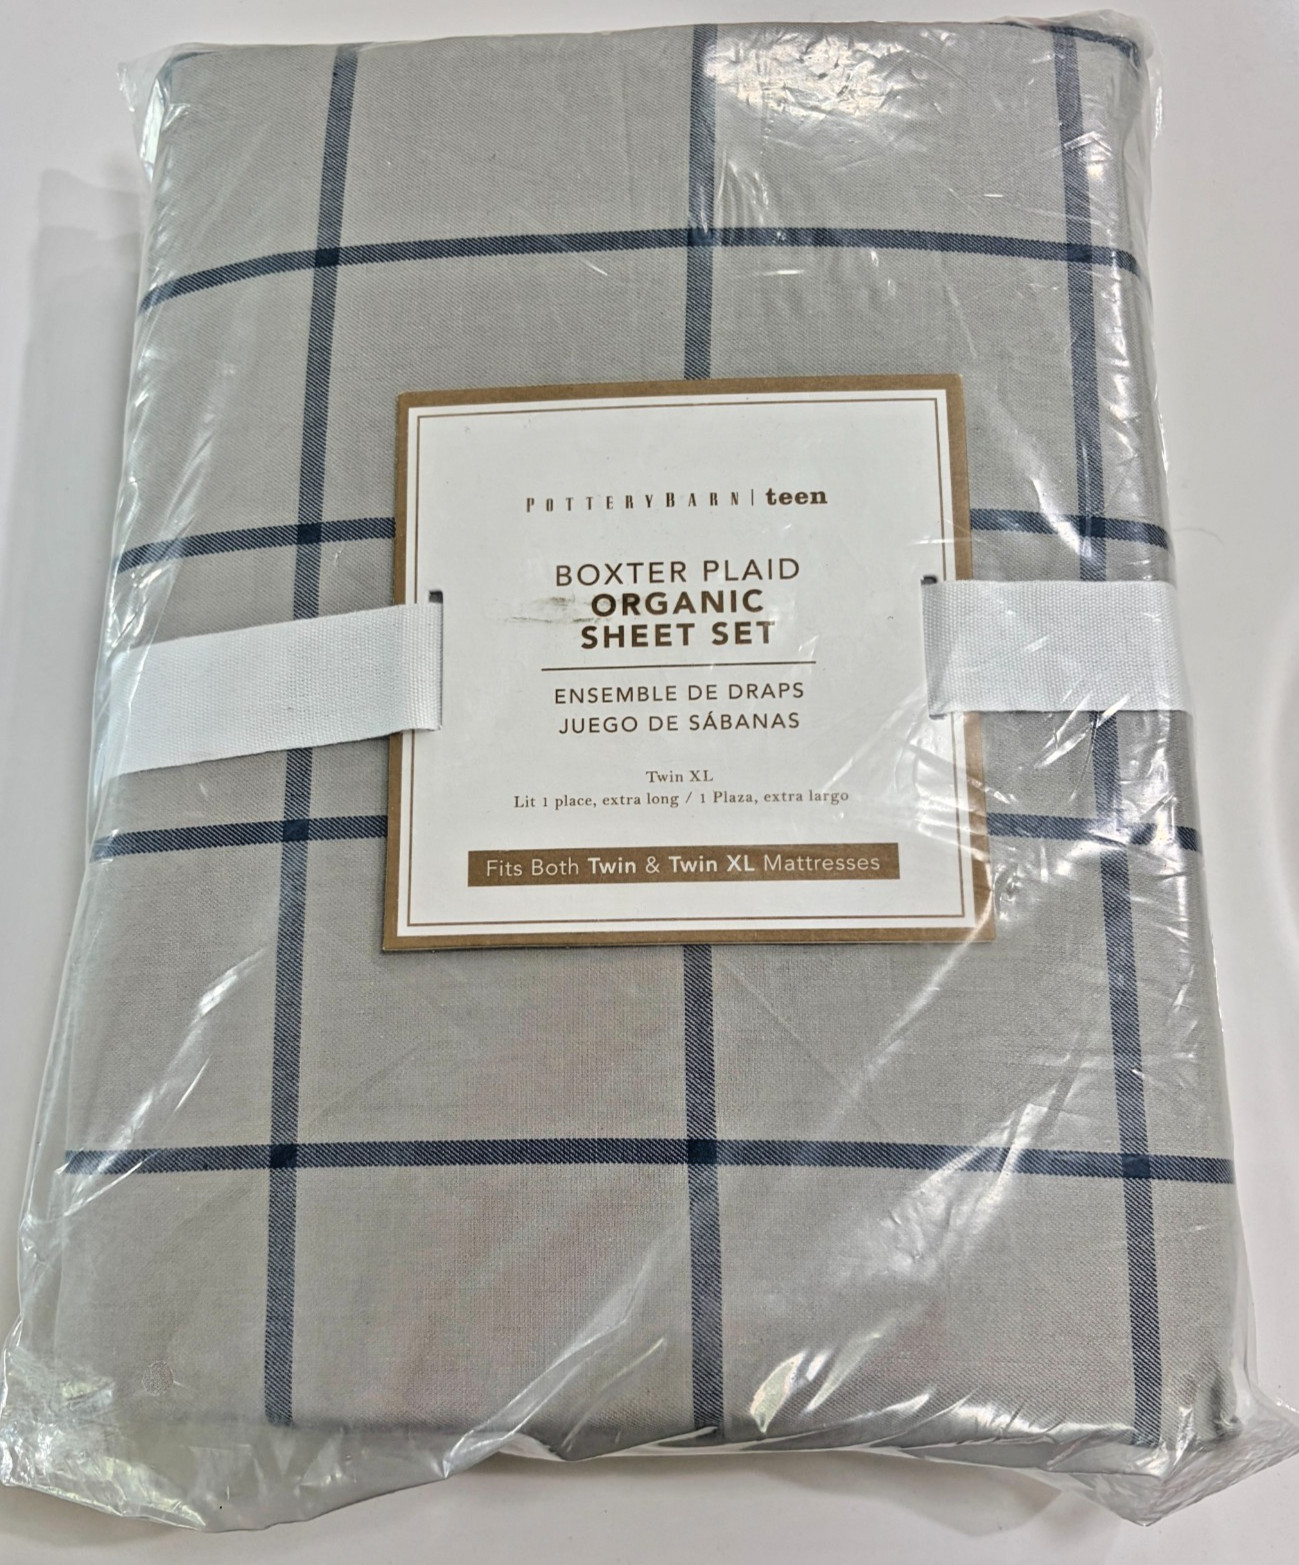 POTTERYBARN | teen
BOXTER PLAID
ORGANIC
SHEET SET
ENSEMBLE DE DRAPS
JUEGO DE SÁBANAS
Twin XL
Lit 1 place, extra long / 1 Plaza, extra largo
Fits Both Twin & Twin XL Mattresses